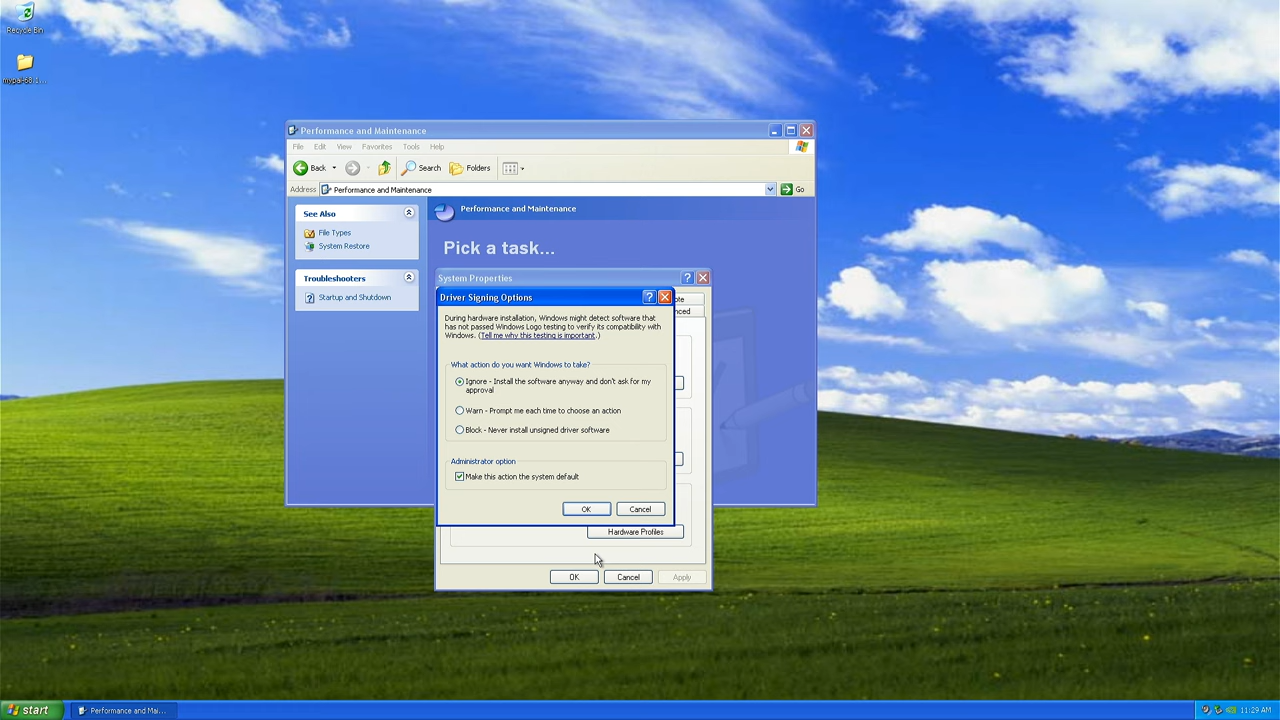 Recycle Bin
mypal-68.1...
Performance and Maintenance
File Edit View Favorites Tools Help
Back Search Folders
Address Performance and Maintenance Go
See Also
File Types
System Restore
Troubleshooters
Startup and Shutdown
Performance and Maintenance
Pick a task...
System Properties
Driver Signing Options
During hardware installation, Windows might detect software that
has not passed Windows Logo testing to verify its compatibility with
Windows. (Tell me why this testing is important.)
What action do you want Windows to take?
Ignore - Install the software anyway and don't ask for my
approval
Warn - Prompt me each time to choose an action
Block - Never install unsigned driver software
Administrator option
Make this action the system default
OK Cancel
Hardware Profiles
OK Cancel Apply
start Performance and Mai... 11:29 AM